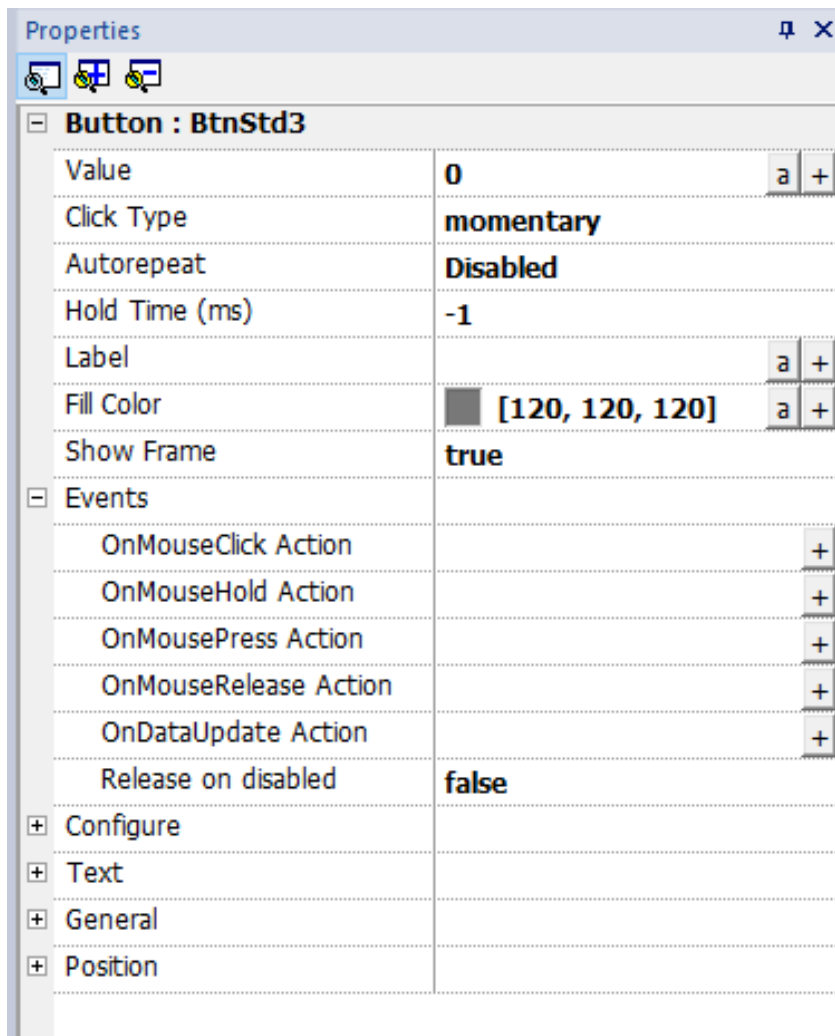 Properties
Button : BtnStd3
Value 0 a +
Click Type momentary
Autorepeat Disabled
Hold Time (ms) -1
Label a +
Fill Color [120, 120, 120] a +
Show Frame true
Events
OnMouseClick Action +
OnMouseHold Action +
OnMousePress Action +
OnMouseRelease Action +
OnDataUpdate Action +
Release on disabled false
Configure
Text
General
Position